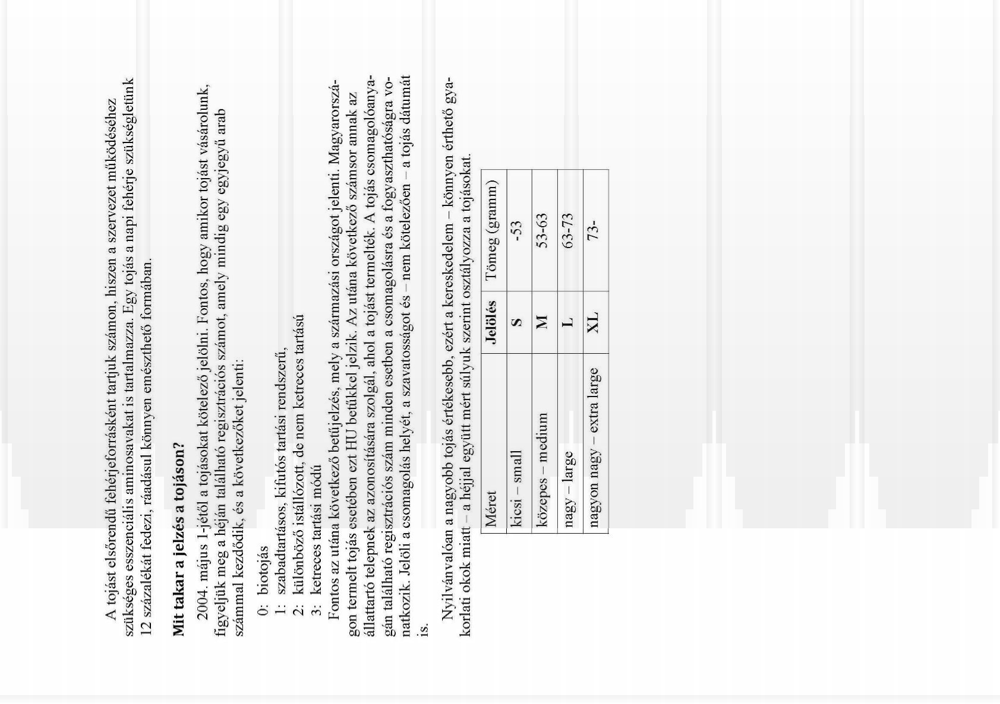 A tojást elsőrendű fehérjeforrásként tartjuk számon, hiszen a szervezet működéséhez
szükséges esszenciális aminosavakat is tartalmazza. Egy tojás a napi fehérje szükségletünk
12 százalékát fedezi, ráadásul könnyen emészthető formában.
Mit takar a jelzés a tojáson?
2004. május 1-jétől a tojásokat kötelező jelölni. Fontos, hogy amikor tojást vásárolunk,
figyeljük meg a héján található regisztrációs számot, amely mindig egy egyjegyű arab
számmal kezdődik, és a következőket jelenti:
0: biotojás
1: szabadtartásos, kifutós tartási rendszerű,
2: különböző istállózott, de nem ketreces tartású
3: ketreces tartási módú
Fontos az utána következő betűjelzés, mely a származási országot jelenti. Magyarorszá-
gon termelt tojás esetében ezt HU betűkkel jelzik. Az utána következő számsor annak az
állattartó telepnek az azonosítására szolgál, ahol a tojást termelték. A tojás csomagolóanya-
gán található regisztrációs szám minden esetben a csomagolásra és a fogyaszthatóságra vo-
natkozik. Jelöli a csomagolás helyét, a szavatosságot és – nem kötelezően – a tojás dátumát
is.
Nyilvánvalóan a nagyobb tojás értékesebb, ezért a kereskedelem – könnyen érthető gya-
korlati okok miatt – a héjjal együtt mért súlyuk szerint osztályozza a tojásokat.
Méret Jelölés Tömeg (gramm)
kicsi – small S -53
közepes – medium M 53-63
nagy – large L 63-73
nagyon nagy – extra large XL 73-